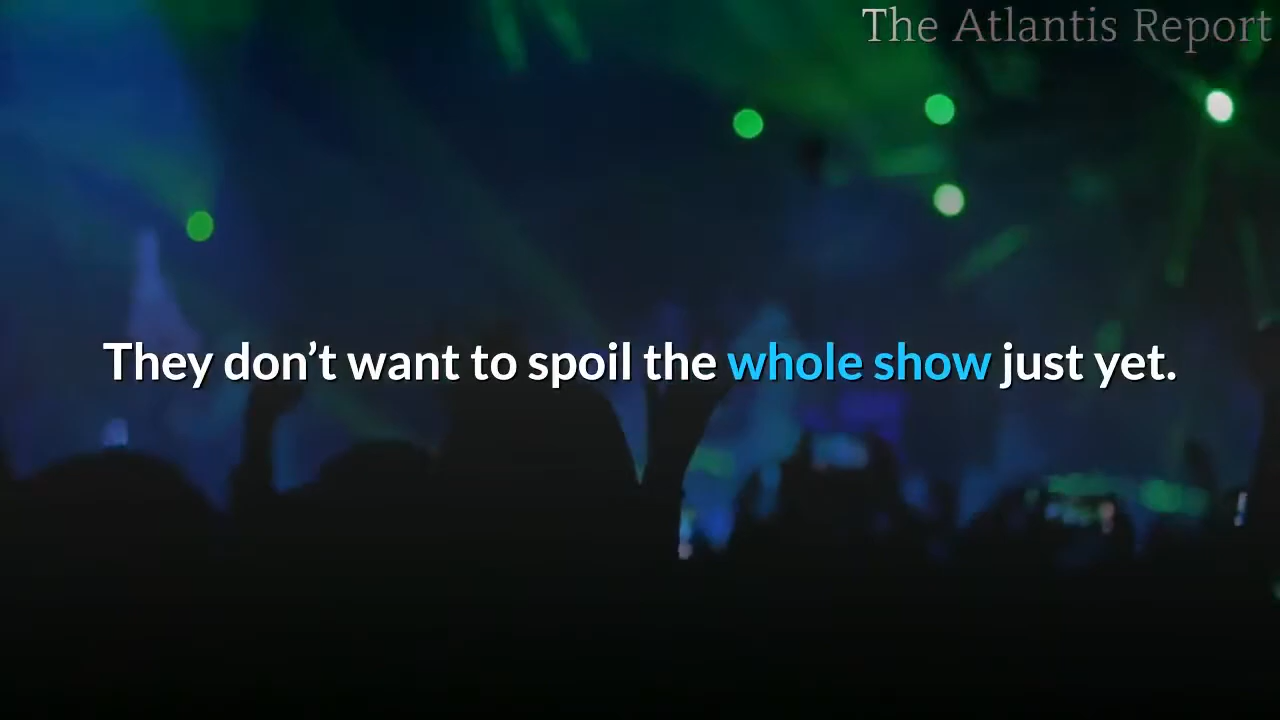 The Atlantis Report
They don’t want to spoil the whole show just yet.